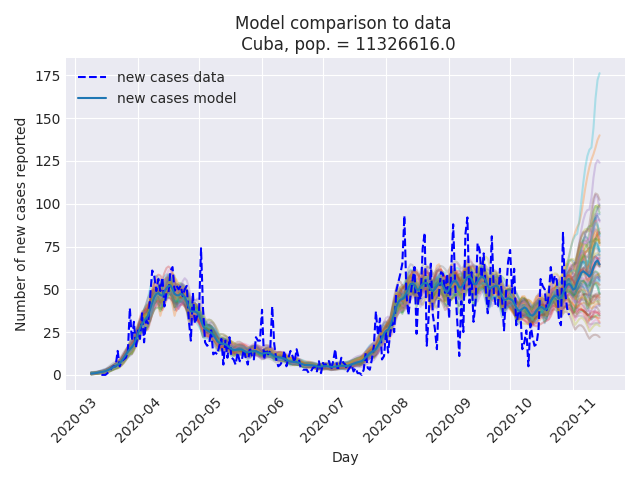 Model comparison to data
Cuba, pop. = 11326616.0
new cases data
new cases model
Number of new cases reported
175
150
125
100
75
50
25
0
2020-03
2020-04
2020-05
2020-06
2020-07
2020-08
2020-09
2020-10
2020-11
Day